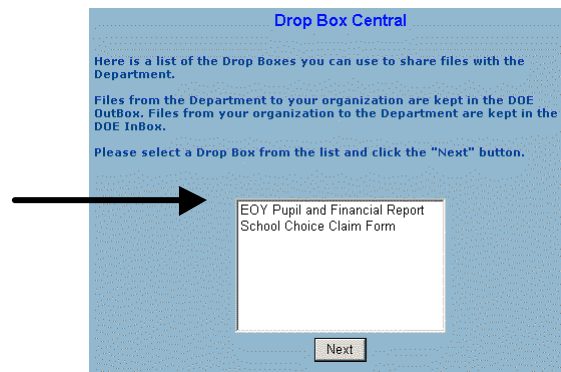 Drop Box Central
Here is a list of the Drop Boxes you can use to share files with the
Department.
Files from the Department to your organization are kept in the DOE
OutBox. Files from your organization to the Department are kept in the
DOE InBox.
Please select a Drop Box from the list and click the "Next" button.
EOY Pupil and Financial Report
School Choice Claim Form
Next